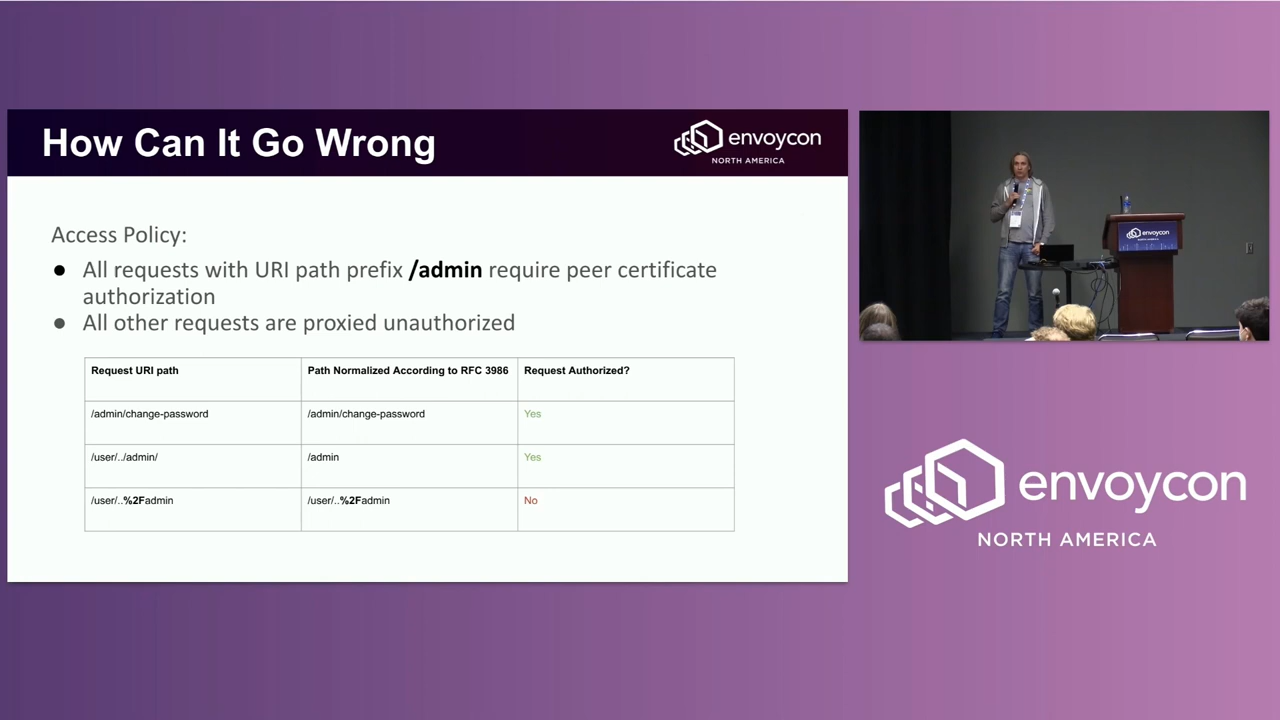 How Can It Go Wrong
envoycon
NORTH AMERICA
Access Policy:
● All requests with URI path prefix /admin require peer certificate
authorization
● All other requests are proxied unauthorized
Request URI path
Path Normalized According to RFC 3986
Request Authorized?
/admin/change-password
/admin/change-password
Yes
/user/../admin/
/admin
Yes
/user/..%2Fadmin
/user/..%2Fadmin
No
envoycon
NORTH AMERICA
envoycon
NORTH AMERICA